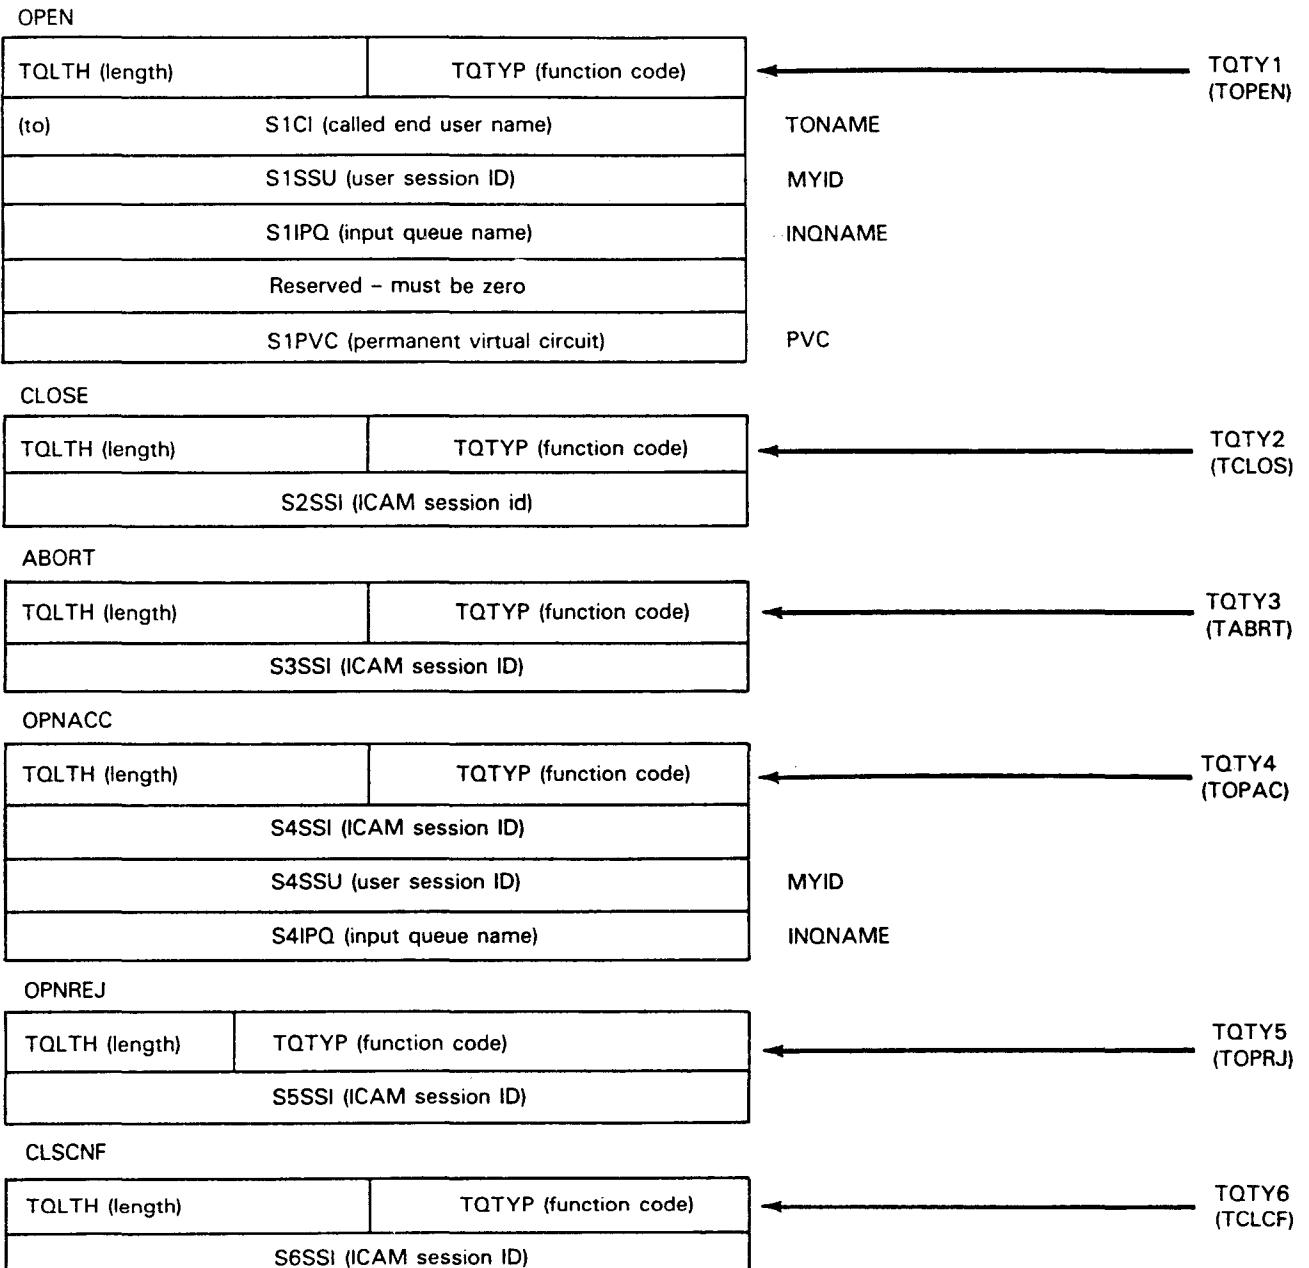 OPEN
TQLTH (length) TQTYP (function code) TQTY1
(TOPEN)
(to) S1CI (called end user name) TONAME
S1SSU (user session ID) MYID
S1IPQ (input queue name) INQNAME
Reserved – must be zero
S1PVC (permanent virtual circuit) PVC
CLOSE
TQLTH (length) TQTYP (function code) TQTY2
(TCLOS)
S2SSI (ICAM session id)
ABORT
TQLTH (length) TQTYP (function code) TQTY3
(TABRT)
S3SSI (ICAM session ID)
OPNACC
TQLTH (length) TQTYP (function code) TQTY4
(TOPAC)
S4SSI (ICAM session ID)
S4SSU (user session ID) MYID
S4IPQ (input queue name) INQNAME
OPNREJ
TQLTH (length) TQTYP (function code) TQTY5
(TOPRJ)
S5SSI (ICAM session ID)
CLSCNF
TQLTH (length) TQTYP (function code) TQTY6
(TCLCF)
S6SSI (ICAM session ID)